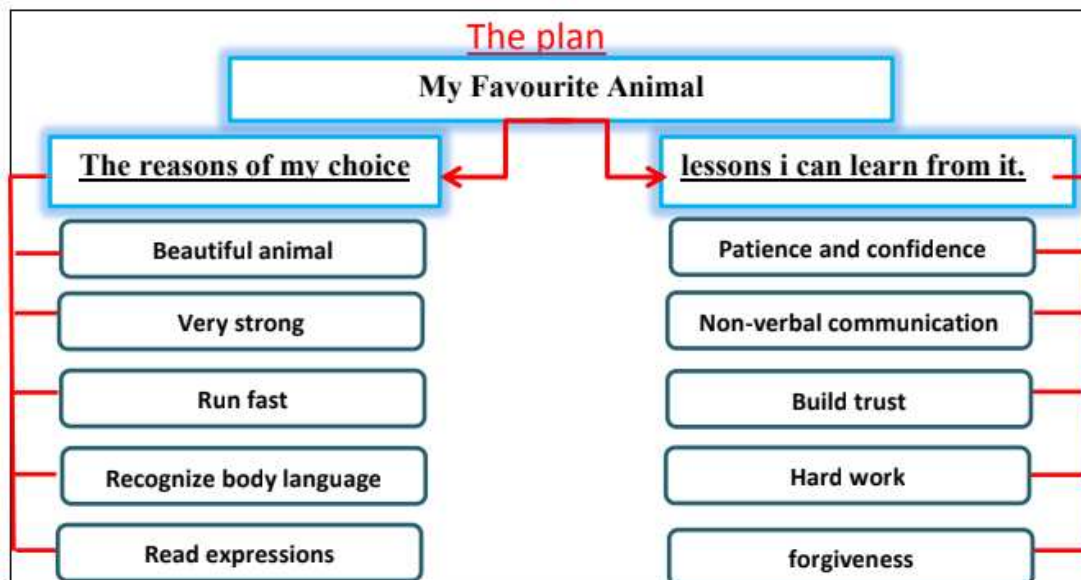 The plan
My Favourite Animal
The reasons of my choice
Beautiful animal
Very strong
Run fast
Recognize body language
Read expressions
lessons i can learn from it.
Patience and confidence
Non-verbal communication
Build trust
Hard work
forgiveness